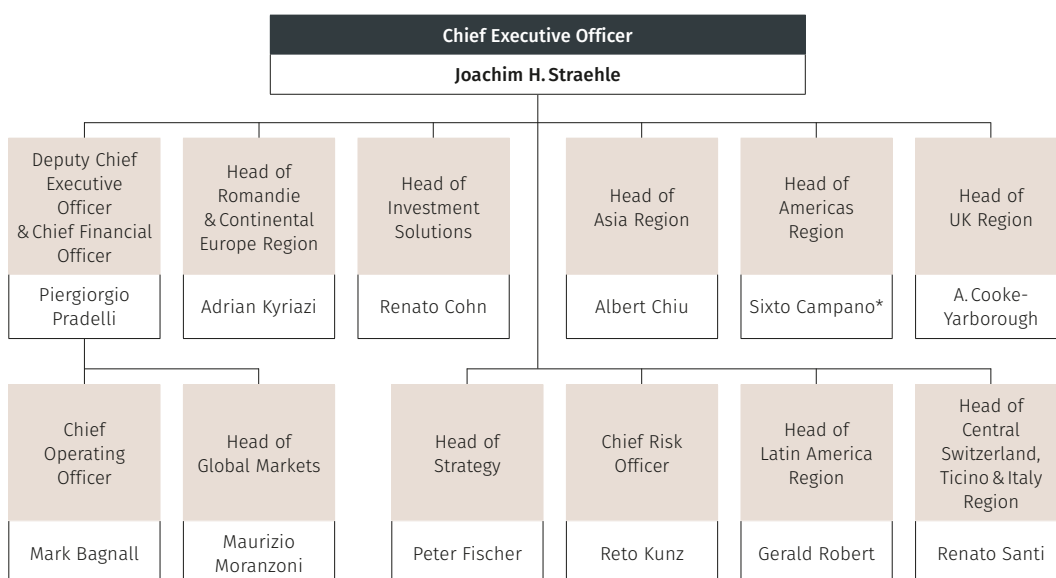 Chief Executive Officer
Joachim H. Straehle
Deputy Chief
Executive
Officer
& Chief Financial
Officer
Piergiorgio
Pradelli
Head of
Romandie
& Continental
Europe Region
Adrian Kyriazi
Head of
Investment
Solutions
Renato Cohn
Head of
Asia Region
Albert Chiu
Head of
Americas
Region
Sixto Campano*
Head of
UK Region
A. Cooke-
Yarborough
Chief
Operating
Officer
Mark Bagnall
Head of
Global Markets
Maurizio
Moranzoni
Head of
Strategy
Peter Fischer
Chief Risk
Officer
Reto Kunz
Head of
Latin America
Region
Gerald Robert
Head of
Central
Switzerland,
Ticino & Italy
Region
Renato Santi